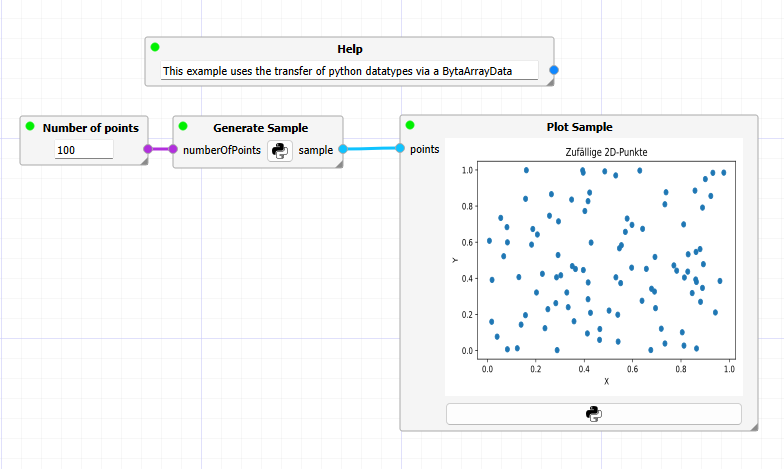 Help
This example uses the transfer of python datatypes via a BytaArrayData
Number of points
100
Generate Sample
numberOfPoints
sample
Plot Sample
points
Zufällige 2D-Punkte
1.0
0.8
0.6
0.4
0.2
0.0
Y
0.0 0.2 0.4 0.6 0.8 1.0
X